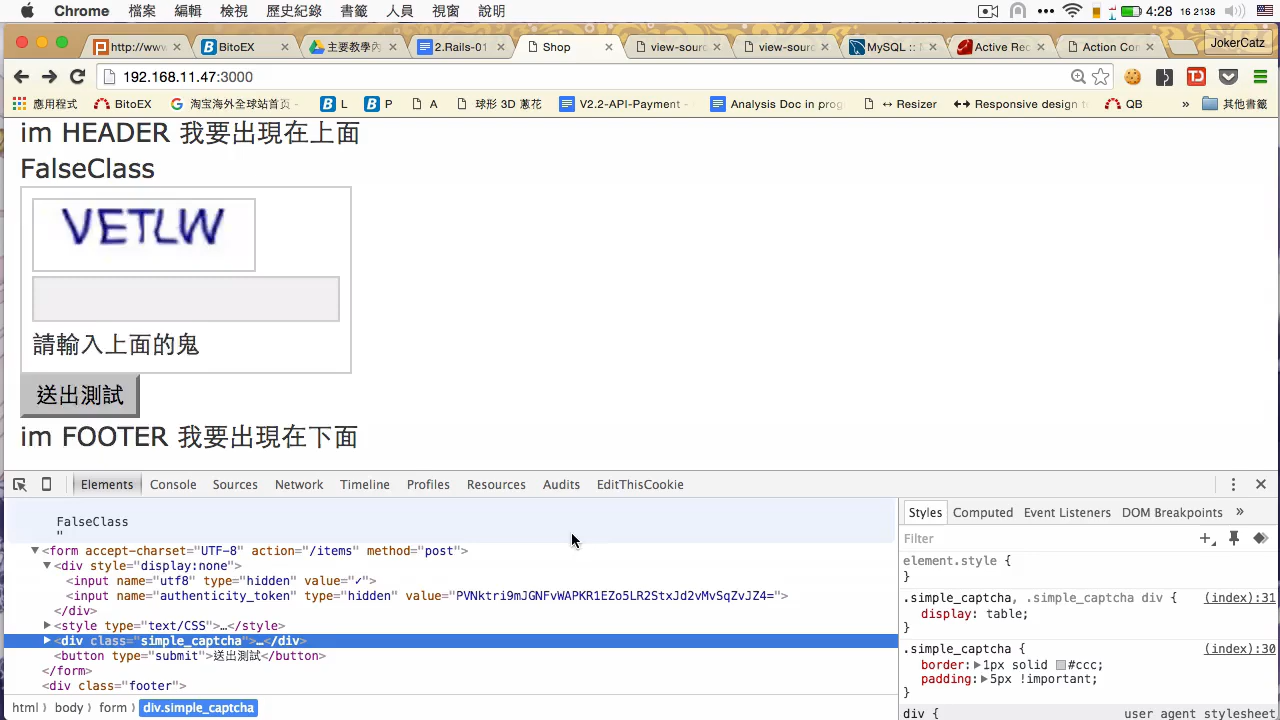 Chrome 檔案 編輯 檢視 歷史紀錄 書籤 人員 視窗 說明 4:28 16 2138
http://www BitoEX 主要教學內 2.Rails-01 Shop view-sourc view-sour MySQL :: M Active Rec Action Con JokerCatz
192.168.11.47:3000
應用程式 BitoEX 淘宝海外全球站首页 - L P A 球形 3D 蔥花 V2.2-API-Payment - Analysis Doc in prog ↔ Resizer Responsive design t QB » 其他書籤
im HEADER 我要出現在上面
FalseClass
VETLW
請輸入上面的鬼
送出測試
im FOOTER 我要出現在下面
Elements Console Sources Network Timeline Profiles Resources Audits EditThisCookie
Styles Computed Event Listeners DOM Breakpoints »
FalseClass
"
<form accept-charset="UTF-8" action="/items" method="post">
<div style="display:none">
<input name="utf8" type="hidden" value="✓">
<input name="authenticity_token" type="hidden" value="PVNktri9mJGNFvWAPKR1EZo5LR2StxJd2vMvSqZvJZ4=">
</div>
<style type="text/CSS">…</style>
<div class="simple_captcha">…</div>
<button type="submit">送出測試</button>
</form>
<div class="footer">
html body form div.simple_captcha
Filter
element.style {
}
.simple_captcha, .simple_captcha div { (index):31
display: table;
}
.simple_captcha { (index):30
border: 1px solid #ccc;
padding: 5px !important;
}
div { user agent stylesheet